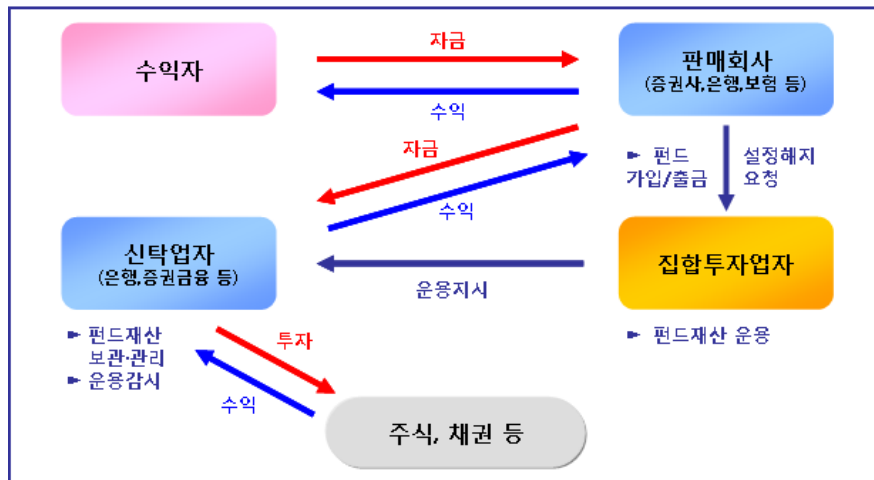 수익자
자금
수익
판매회사
(증권사,은행,보험 등)
자금
수익
► 펀드
가입/출금
설정해지
요청
신탁업자
(은행,증권금융 등)
운용지시
집합투자업자
► 펀드재산
보관·관리
► 운용감시
투자
수익
► 펀드재산 운용
주식, 채권 등